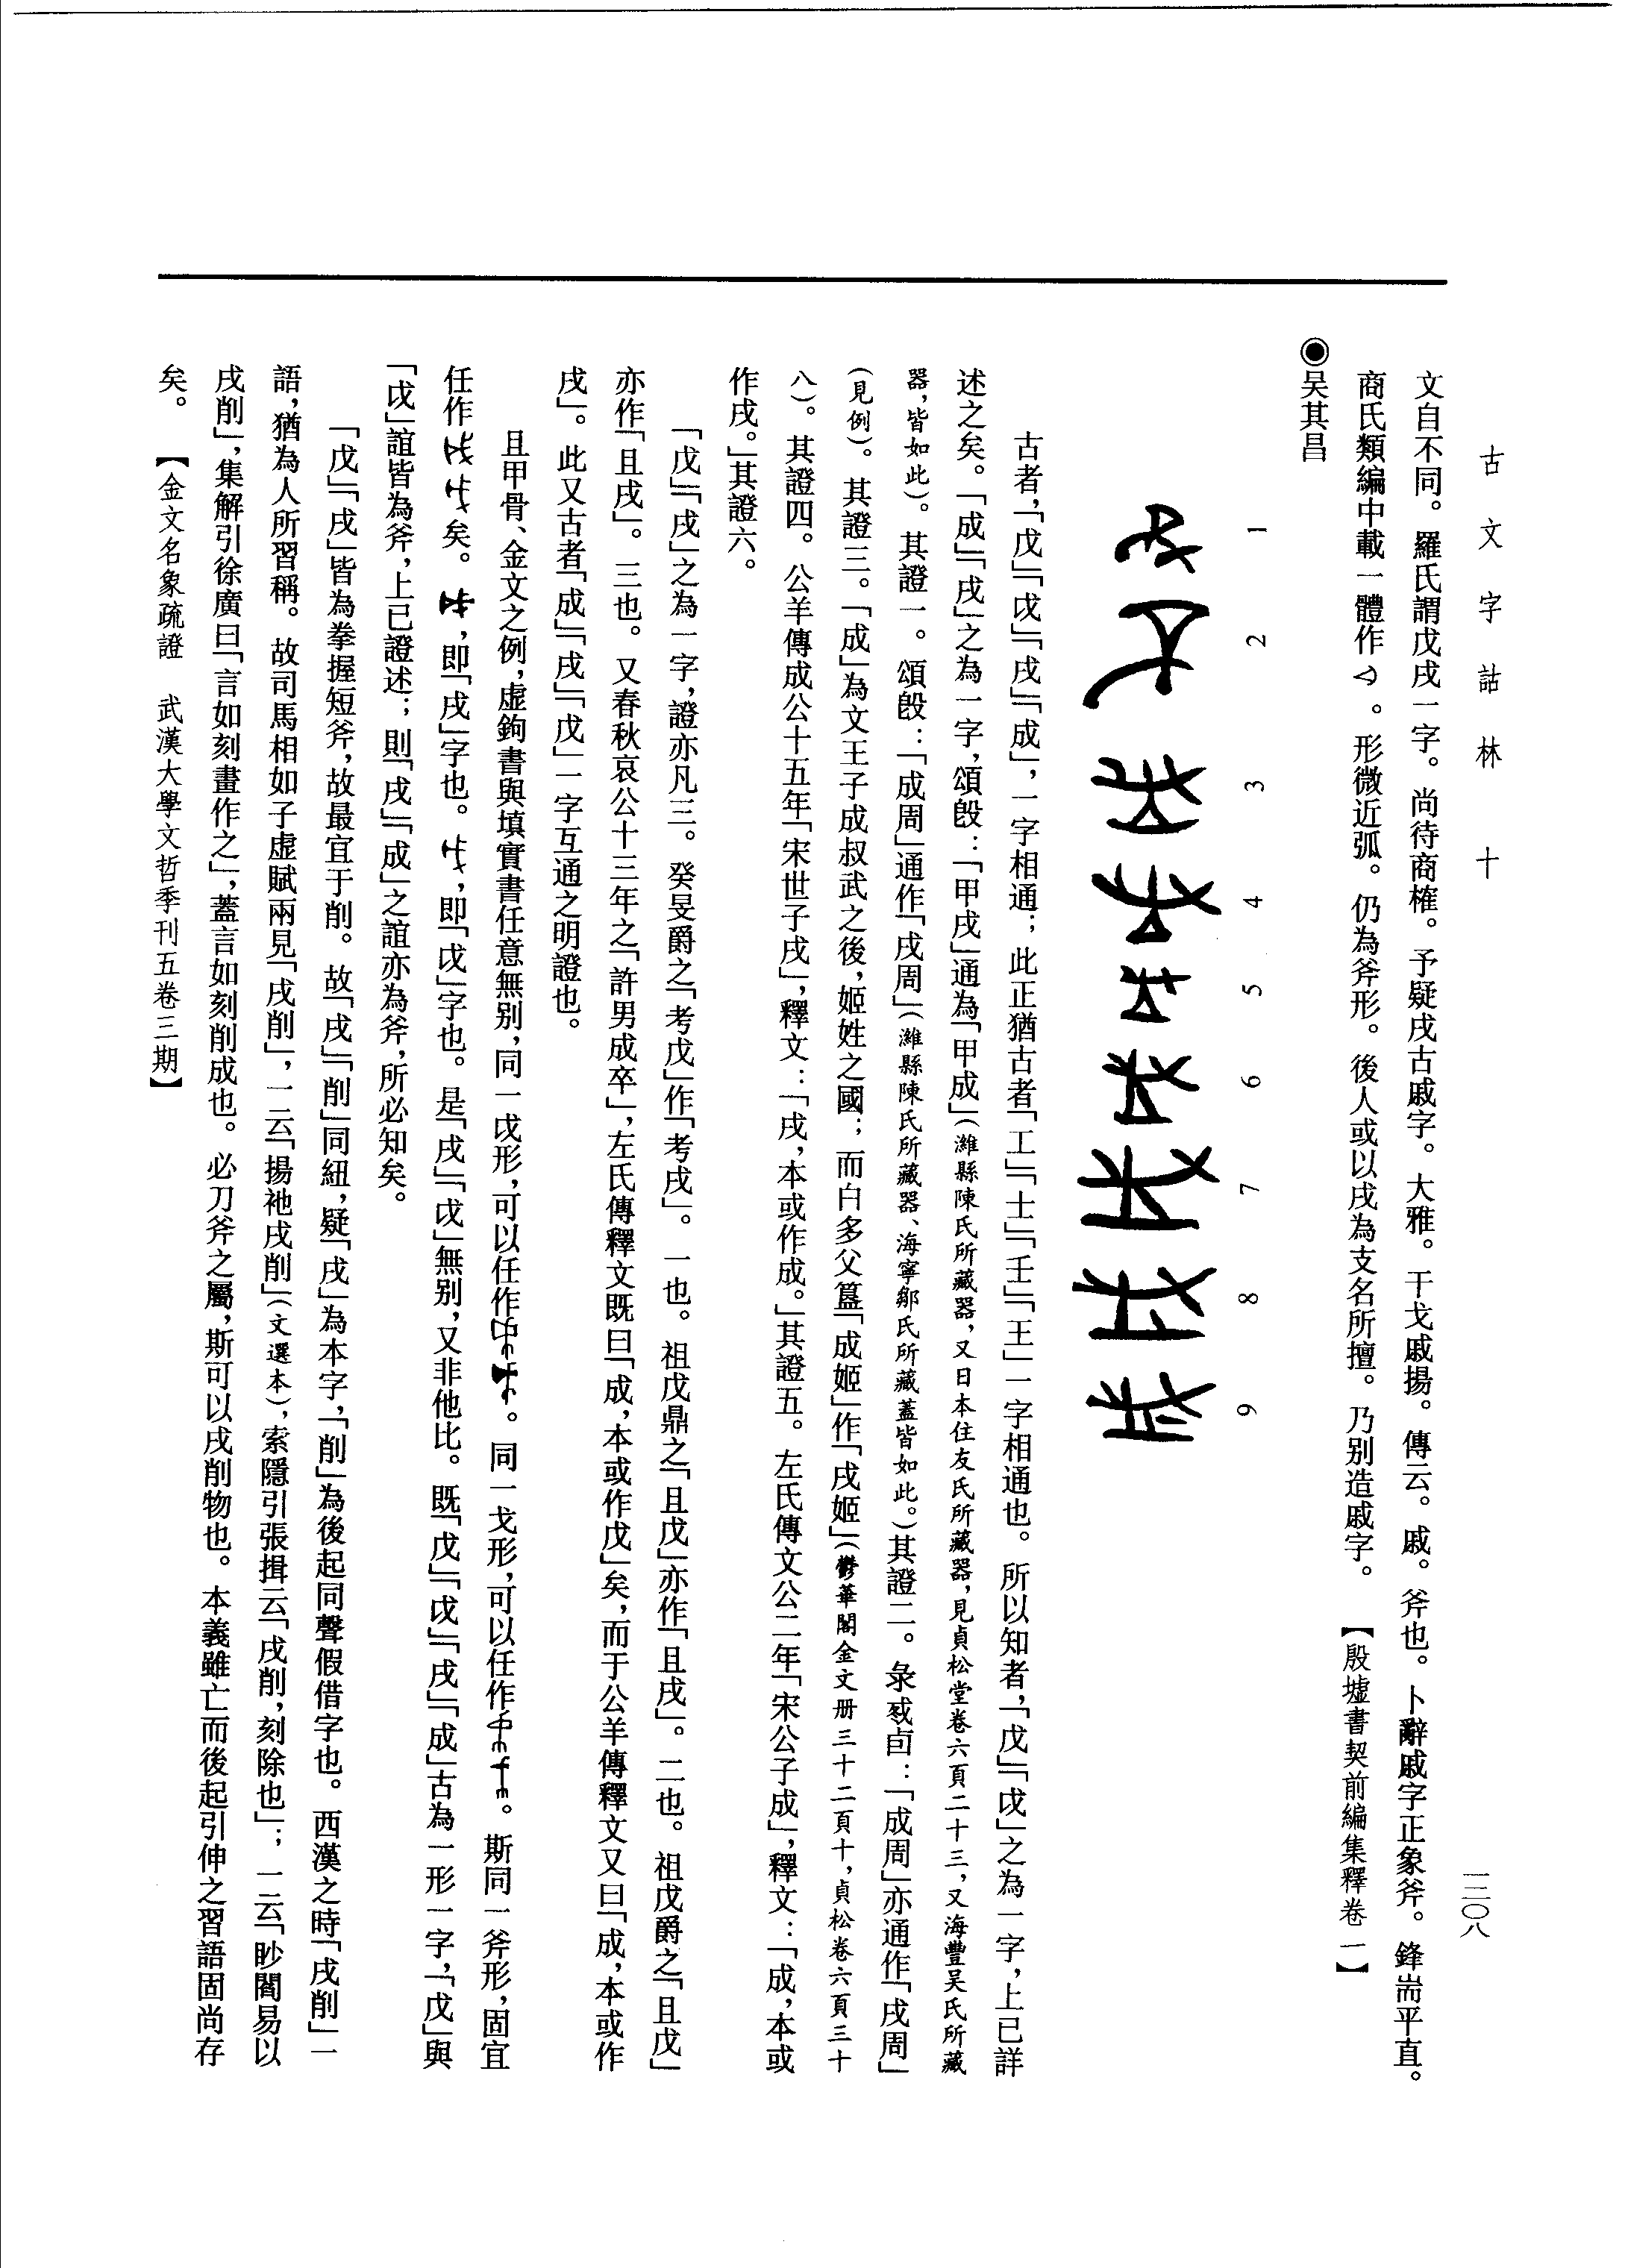 古文字詁林　十
一二〇八
文自不同。羅氏謂戊戌一字。尚待商榷。予疑戌古戚字。大雅。干戈戚揚。傳云。戚。斧也。卜辭戚字正象斧。鋒耑平直。
商氏類編中載一體作。形微近弧。仍為斧形。後人或以戌為支名所擅。乃別造戚字。【殷墟書契前編集釋卷一】
◉吴其昌
1 2 3 4 5 6 7 8 9
古者，「戊」「戉」「戌」「成」，一字相通；此正猶古者「工」「士」「壬」「王」一字相通也。所以知者，「戊」「戉」之為一字，上已詳
述之矣。「成」「戌」之為一字，頌𣪘：「甲戌」通為「甲成」（濰縣陳氏所藏器，又日本住友氏所藏器，見貞松堂卷六頁二十三，又海豐吴氏所藏
器，皆如此）。其證一。頌𣪘：「成周」通作「戌周」（濰縣陳氏所藏器、海寧鄒氏所藏蓋皆如此。）其證二。彔㦰卣：「成周」亦通作「戌周」
（見例）。其證三。「成」為文王子成叔武之後，姬姓之國；而白多父簋「成姬」作「戌姬」（鬱華閣金文册三十二頁十，貞松卷六頁三十
八）。其證四。公羊傳成公十五年「宋世子戌」，釋文：「戌，本或作成。」其證五。左氏傳文公二年「宋公子成」，釋文：「成，本或
作戌。」其證六。
「戊」「戌」之為一字，證亦凡三。癸旻爵之「考戊」作「考戌」。一也。祖戊鼎之「且戊」亦作「且戌」。二也。祖戊爵之「且戊」
亦作「且戌」。三也。又春秋哀公十三年之「許男成卒」，左氏傳釋文既曰「成，本或作戊」矣，而于公羊傳釋文又曰「成，本或作
戌」。此又古者「成」「戌」「戊」一字互通之明證也。
且甲骨、金文之例，虚鉤書與填實書任意無别，同一戉形，可以任作。同一戈形，可以任作。斯同一斧形，固宜
任作矣。，即「戌」字也。，即「戉」字也。是「戌」「戉」無别，又非他比。既「戊」「戉」「戌」「成」古為一形一字，「戊」與
「戉」誼皆為斧，上已證述；則「戌」「成」之誼亦為斧，所必知矣。
「戊」「戌」皆為拳握短斧，故最宜于削。故「戌」「削」同紐，疑「戌」為本字，「削」為後起同聲假借字也。西漢之時「戌削」一
語，猶為人所習稱。故司馬相如子虛賦兩見「戌削」，一云「揚袘戌削」（文選本），索隱引張揖云「戌削，刻除也」；一云「眇閻易以
戌削」，集解引徐廣曰「言如刻畫作之」，蓋言如刻削成也。必刀斧之屬，斯可以戌削物也。本義雖亡而後起引伸之習語固尚存
矣。【金文名象疏證　武漢大學文哲季刊五卷三期】